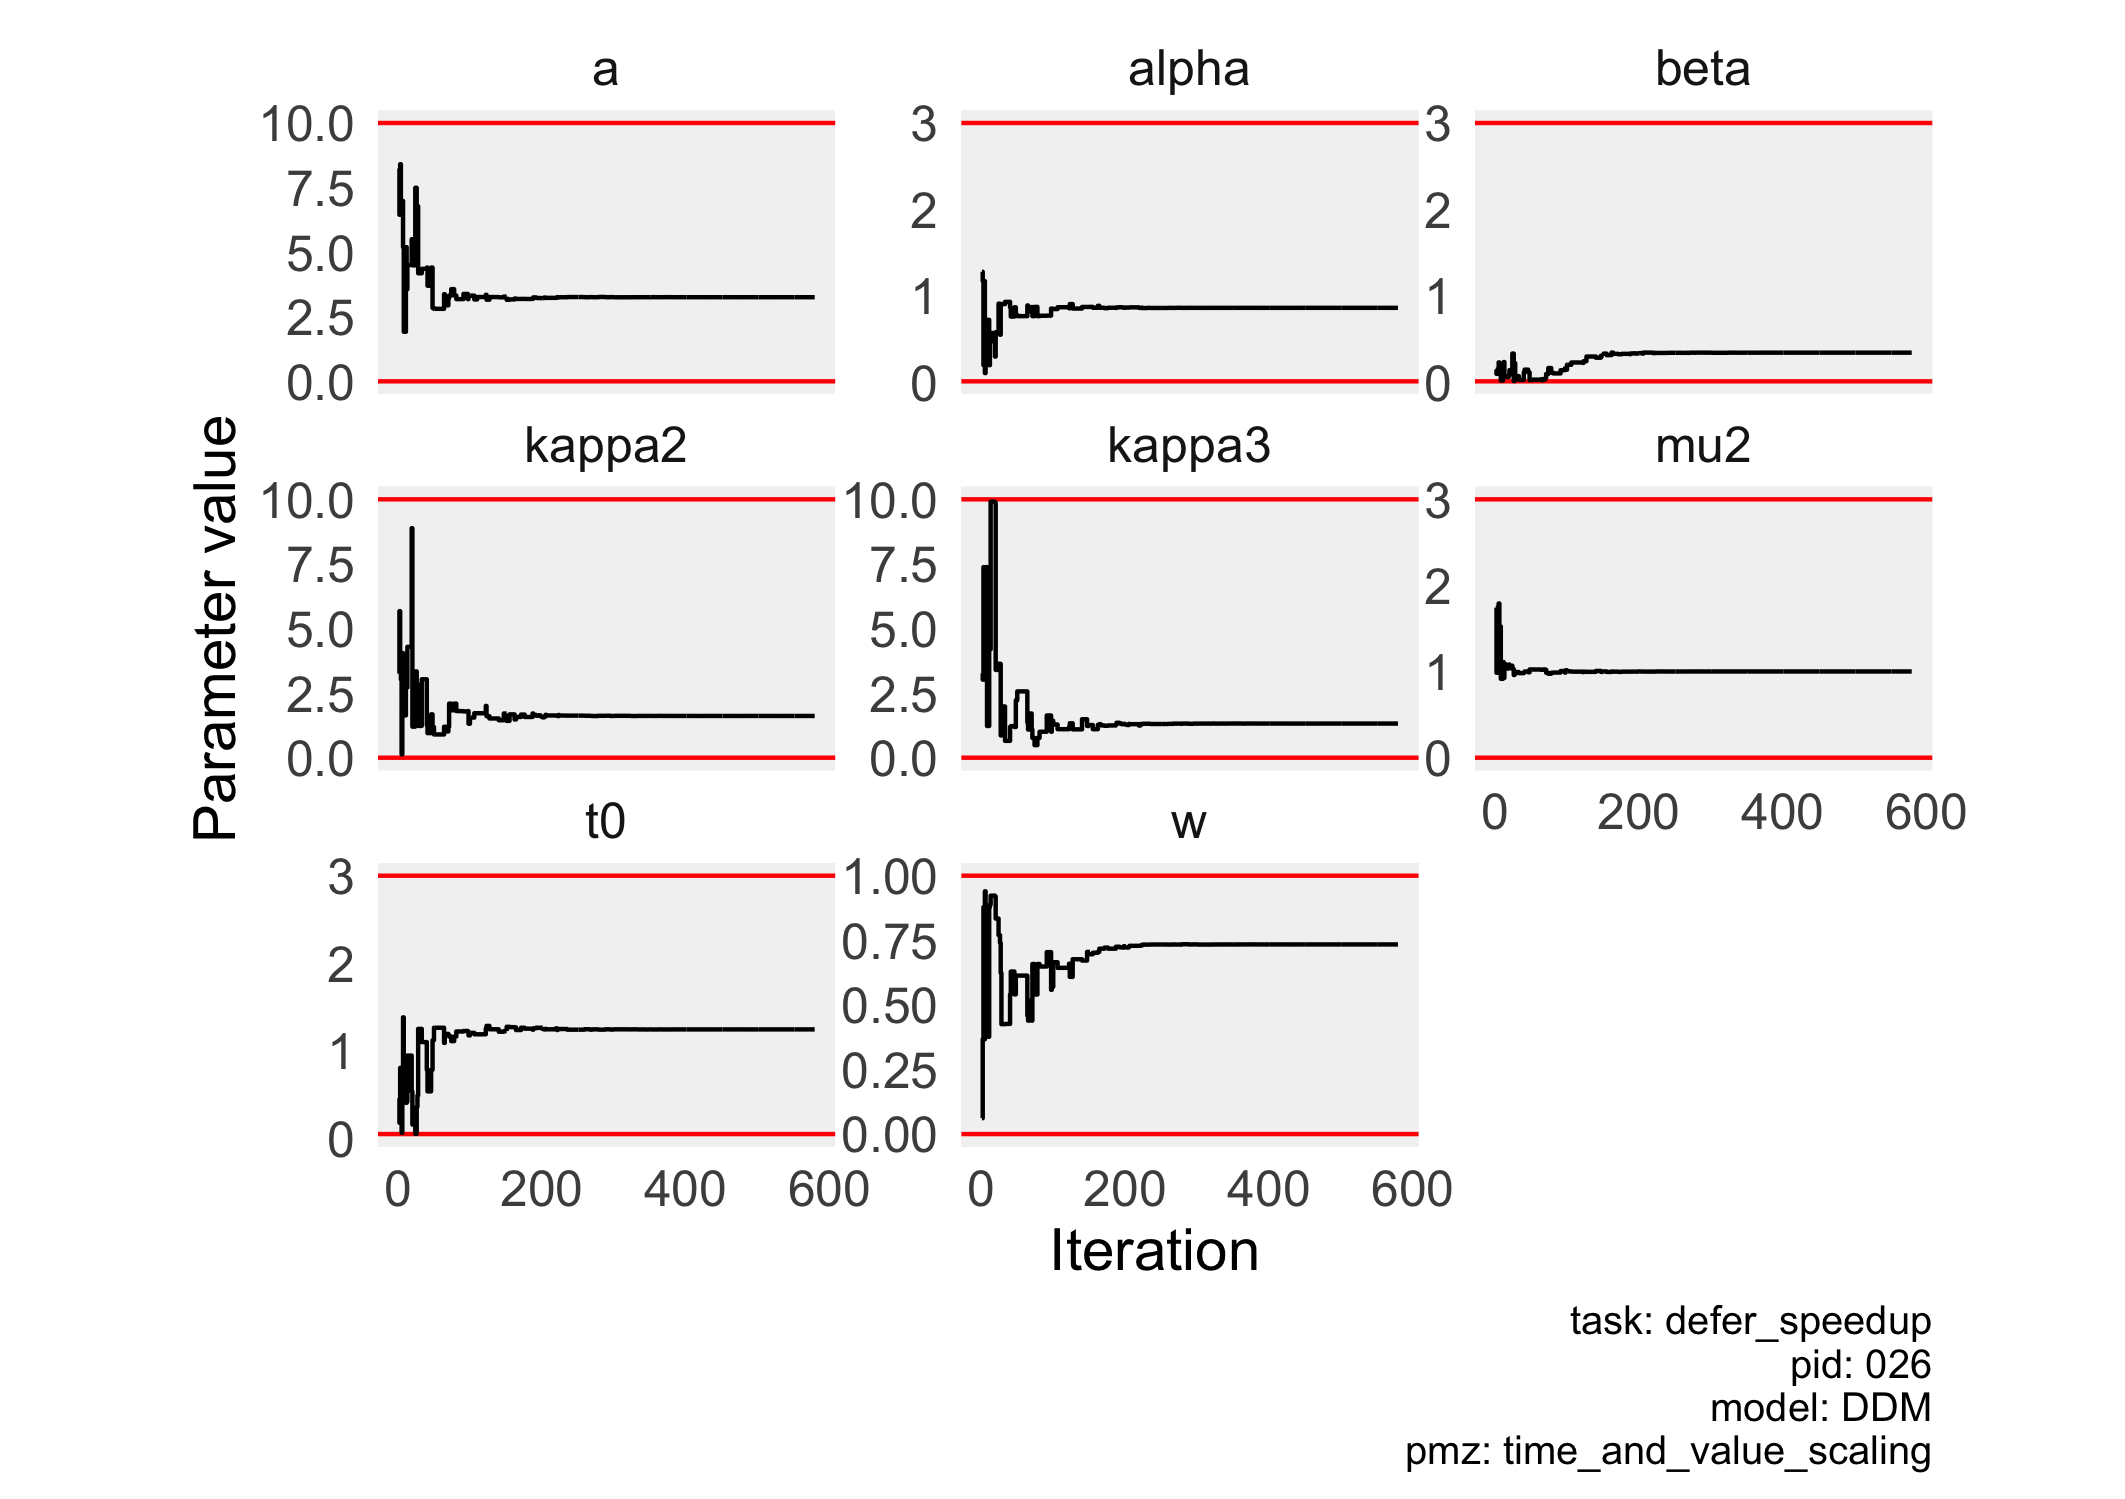 a
alpha
beta
10.0
7.5
5.0
2.5
0.0
3
2
1
0
3
2
1
0
kappa2
kappa3
mu2
10.0
7.5
5.0
2.5
0.0
10.0
7.5
5.0
2.5
0.0
3
2
1
0
0 200 400 600
t0
w
3
2
1
0
1.00
0.75
0.50
0.25
0.00
0 200 400 600
0 200 400 600
Parameter value
Iteration
task: defer_speedup
pid: 026
model: DDM
pmz: time_and_value_scaling